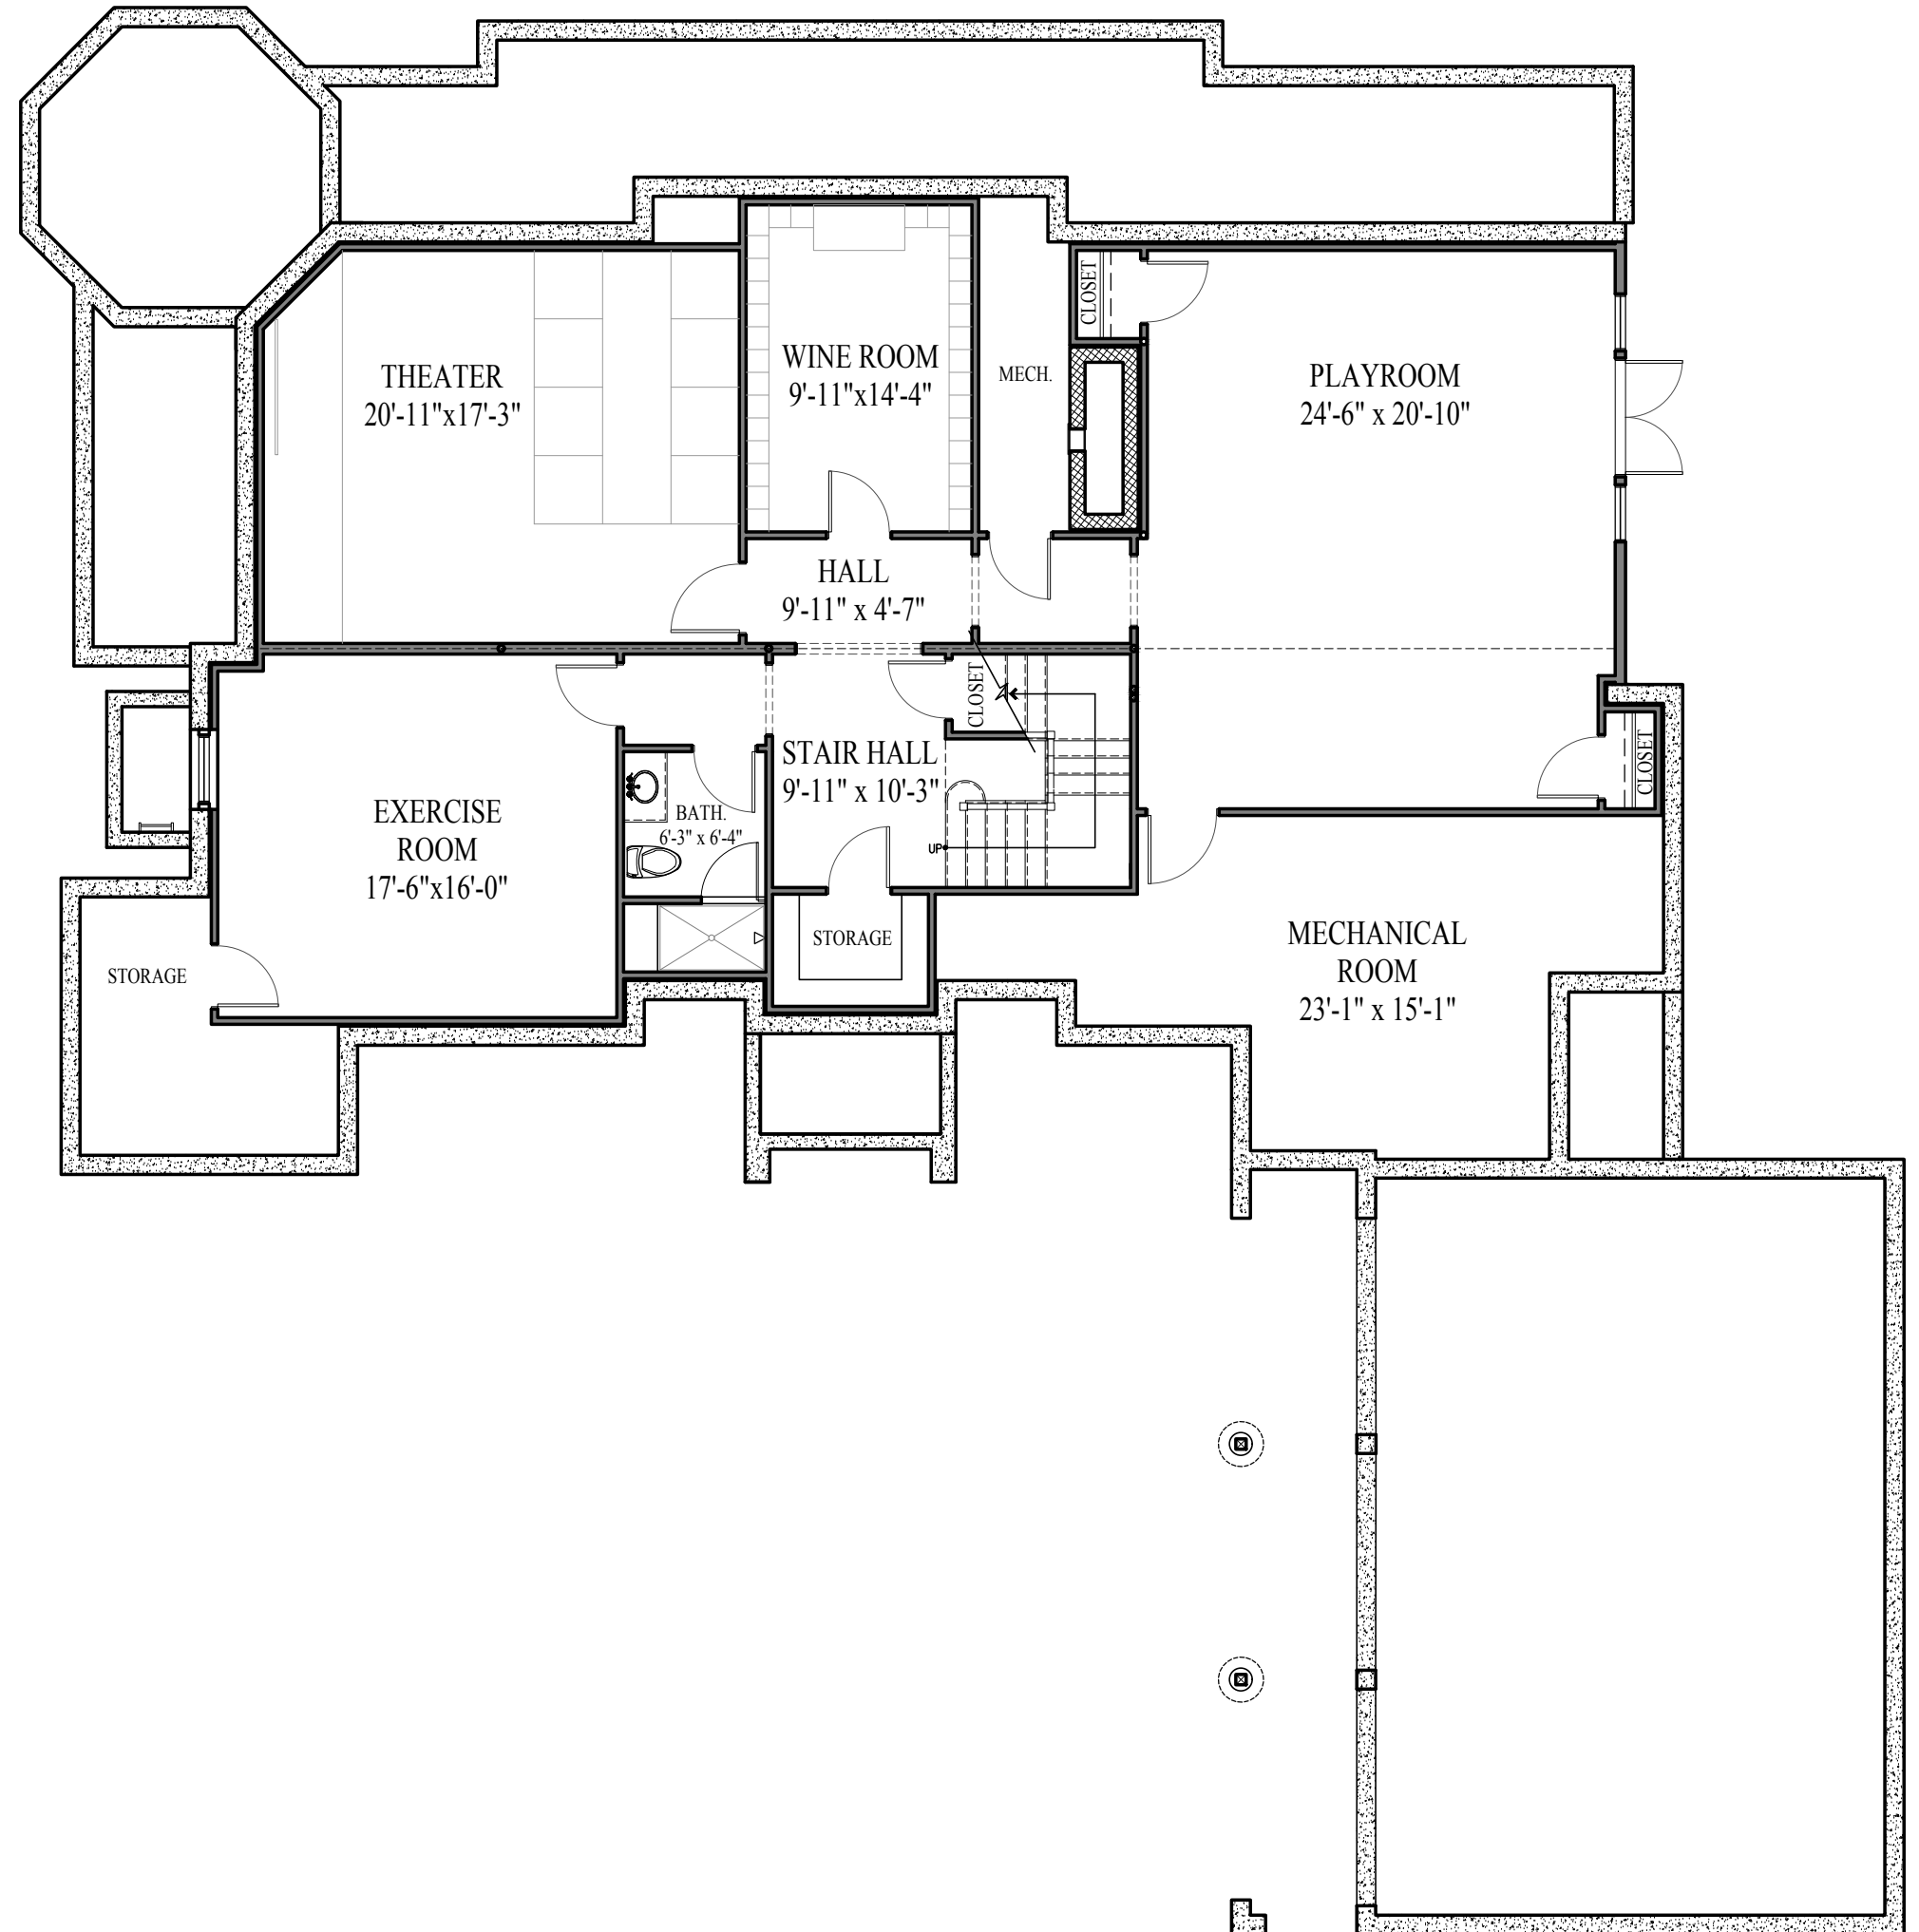 CLOSET
WINE ROOM
9'-11"x14'-4"
MECH.
THEATER
20'-11"x17'-3"
PLAYROOM
24'-6" x 20'-10"
HALL
9'-11" x 4'-7"
CLOSET
STAIR HALL
9'-11" x 10'-3"
CLOSET
EXERCISE
ROOM
17'-6"x16'-0"
BATH.
6'-3" x 6'-4"
UP
STORAGE
STORAGE
MECHANICAL
ROOM
23'-1" x 15'-1"